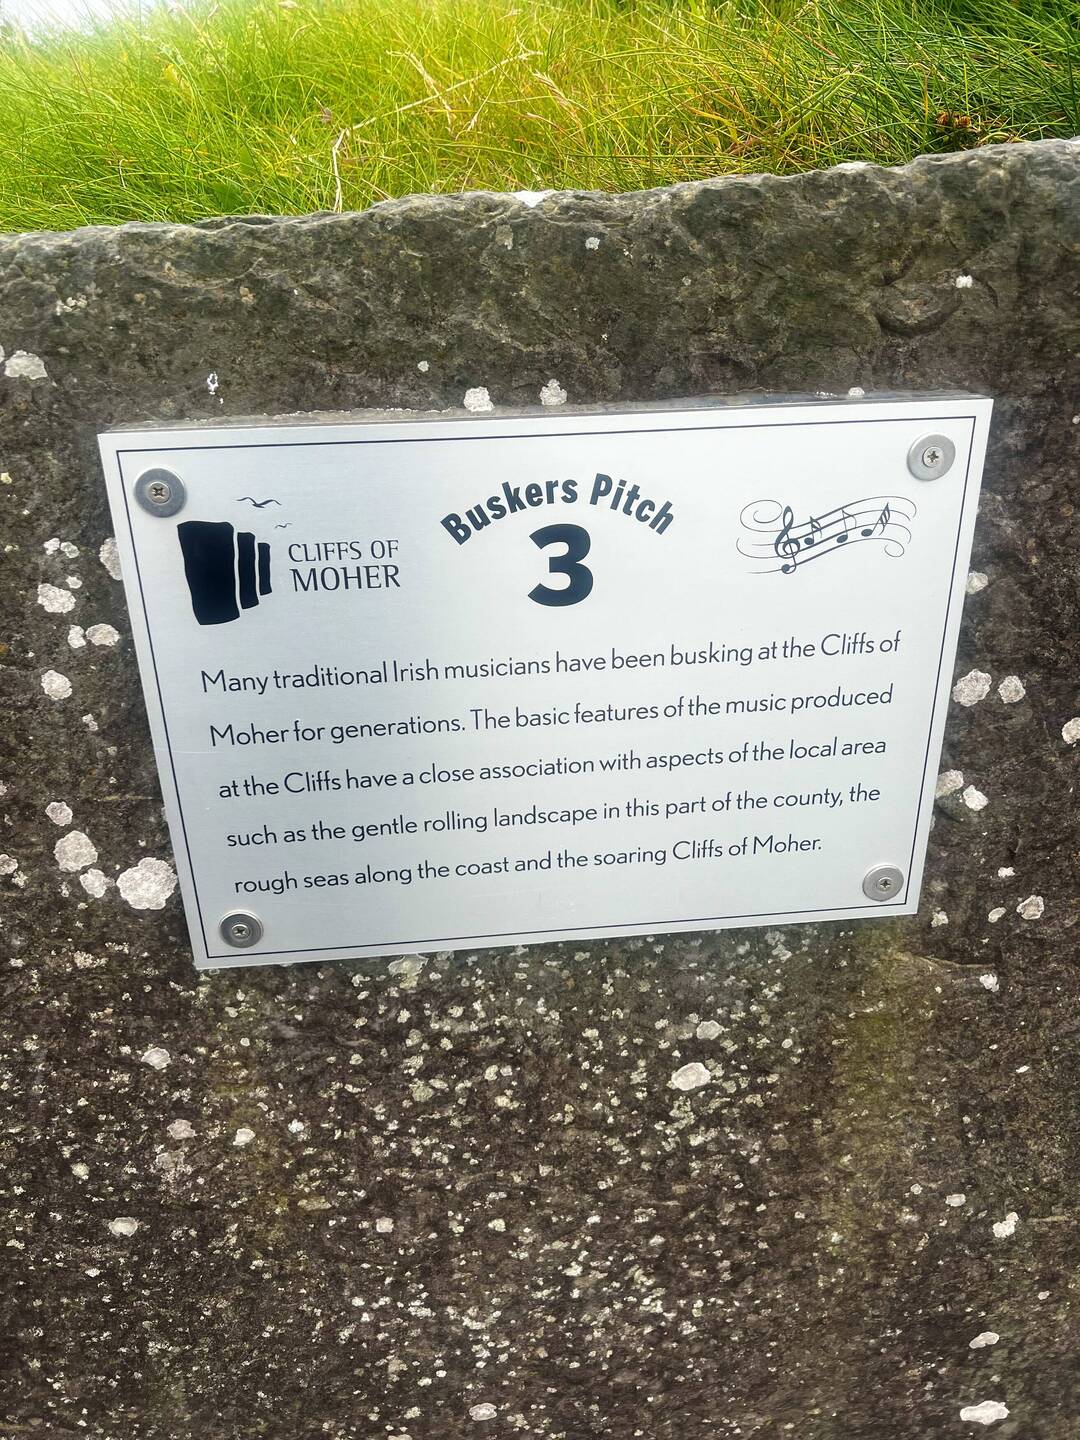 Buskers Pitch
3
CLIFFS OF
MOHER
Many traditional Irish musicians have been busking at the Cliffs of
Moher for generations. The basic features of the music produced
at the Cliffs have a close association with aspects of the local area
such as the gentle rolling landscape in this part of the county, the
rough seas along the coast and the soaring Cliffs of Moher.